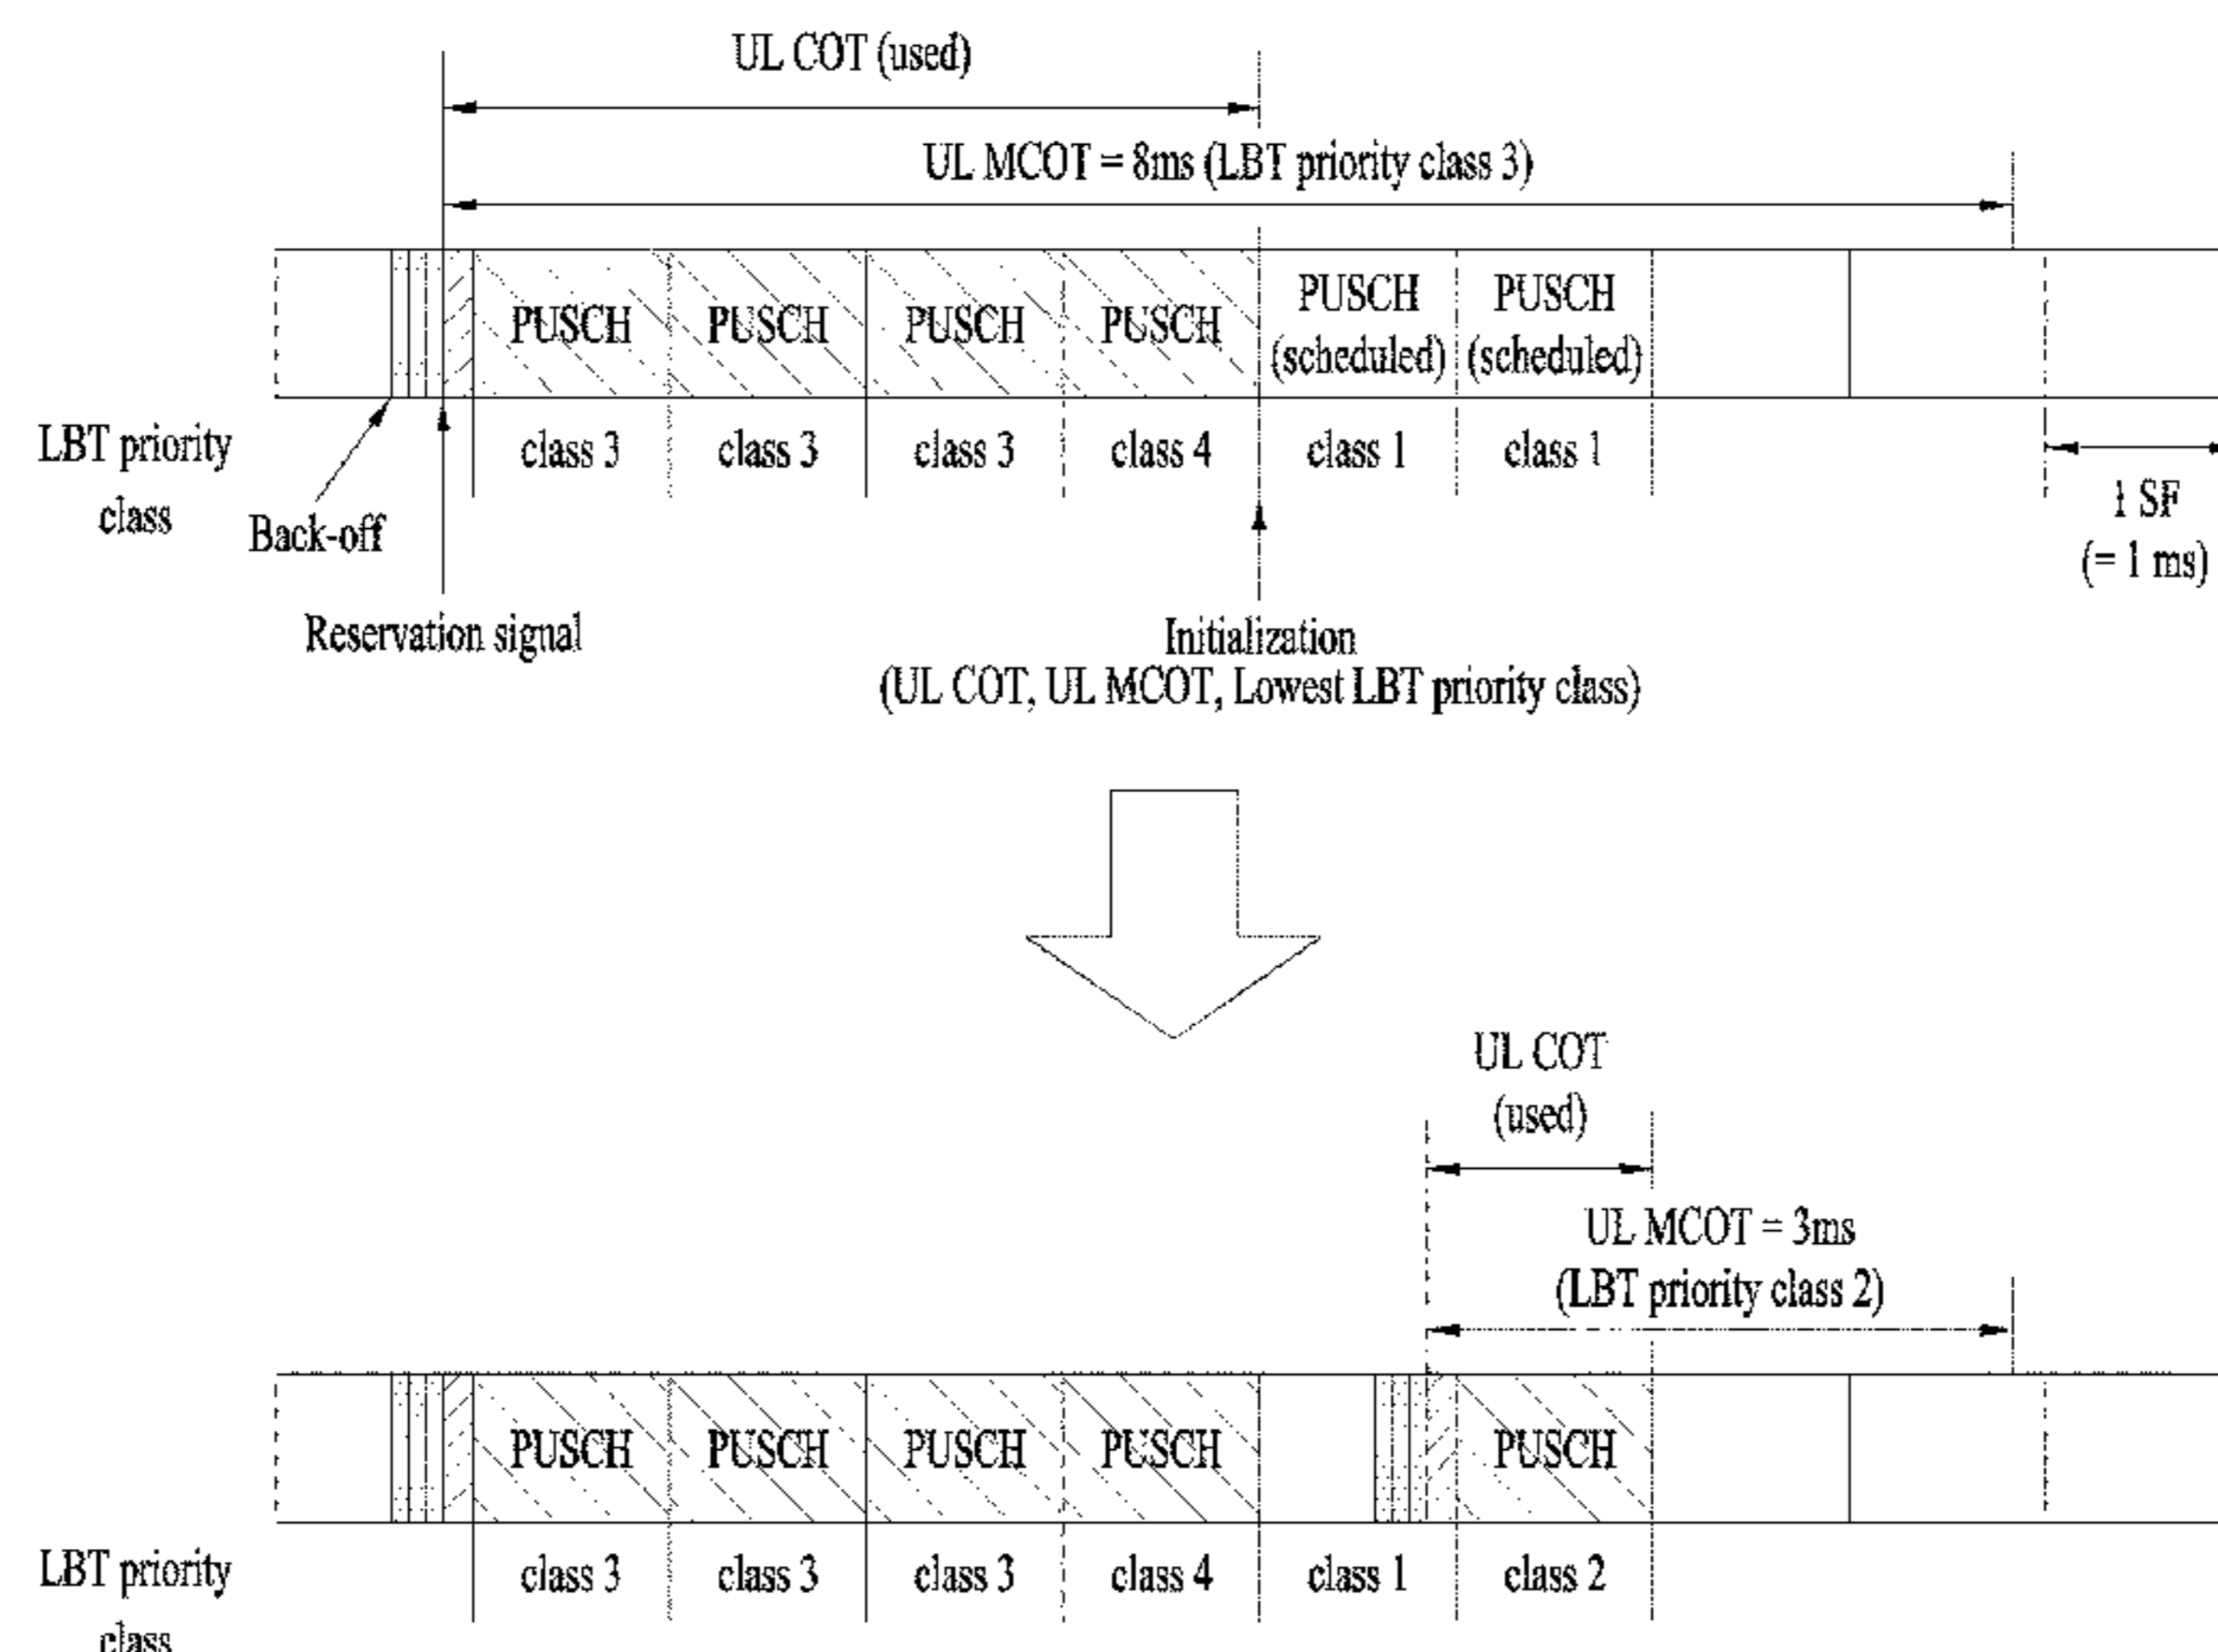 UL COT (used)
UL MCOT = 8ms (LBT priority class 3)
PUSCH PUSCH PUSCH PUSCH PUSCH PUSCH
(scheduled) (scheduled)
LBT priority class 3 class 3 class 3 class 4 class 1 class 1
class
Back-off
1 SF
(= 1 ms)
Reservation signal
Initialization
(UL COT, UL MCOT, Lowest LBT priority class)
UL COT
(used)
UL MCOT = 3ms
(LBT priority class 2)
PUSCH PUSCH PUSCH PUSCH PUSCH
LBT priority class 3 class 3 class 3 class 4 class 1 class 2
class